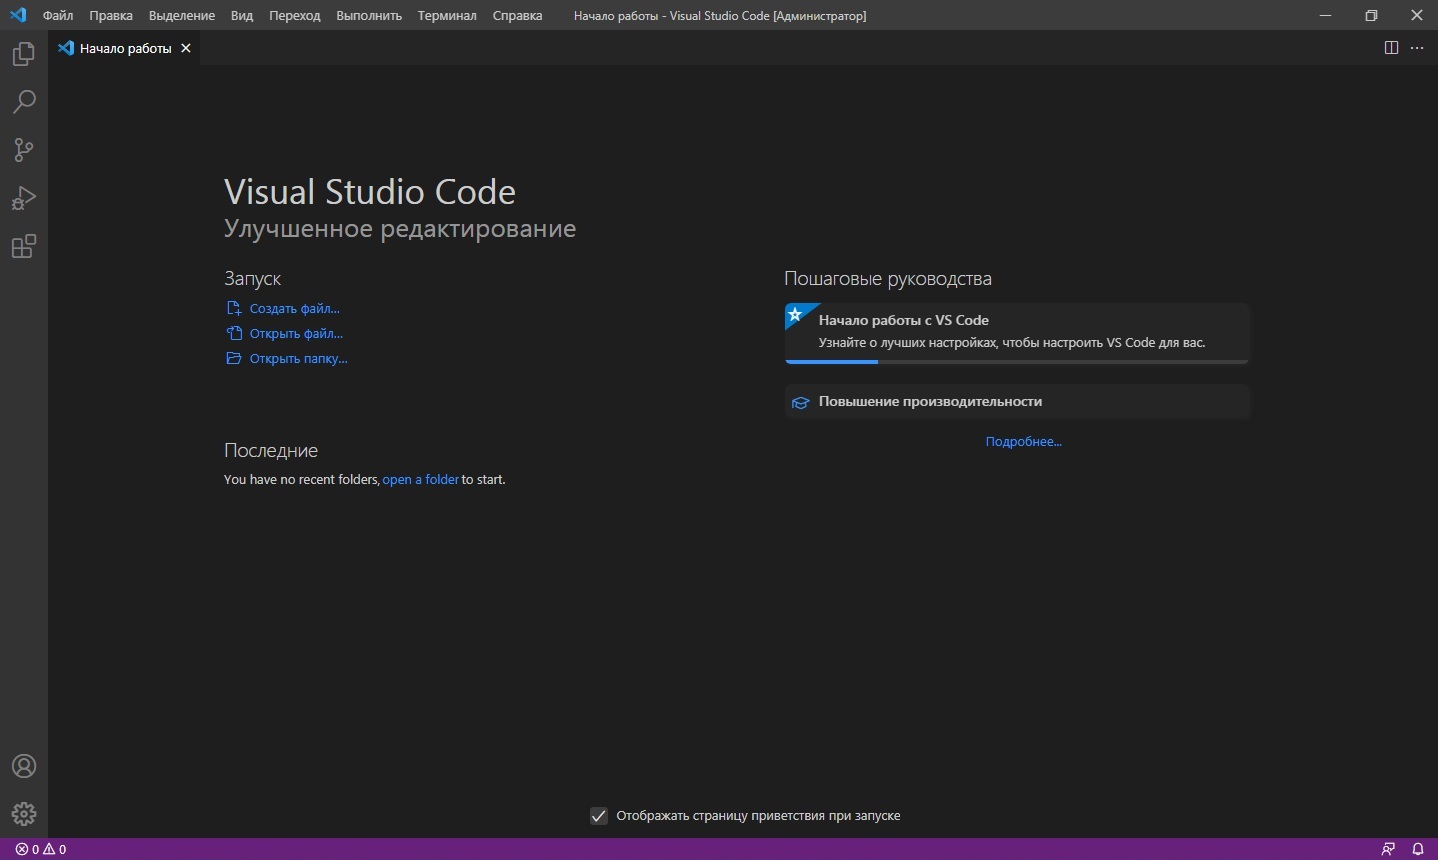 Файл Правка Выделение Вид Переход Выполнить Терминал Справка Начало работы - Visual Studio Code [Администратор]
Начало работы
Visual Studio Code
Улучшенное редактирование
Запуск
Создать файл...
Открыть файл...
Открыть папку...
Последние
You have no recent folders, open a folder to start.
Пошаговые руководства
Начало работы с VS Code
Узнайте о лучших настройках, чтобы настроить VS Code для вас.
Повышение производительности
Подробнее...
Отображать страницу приветствия при запуске
0 0